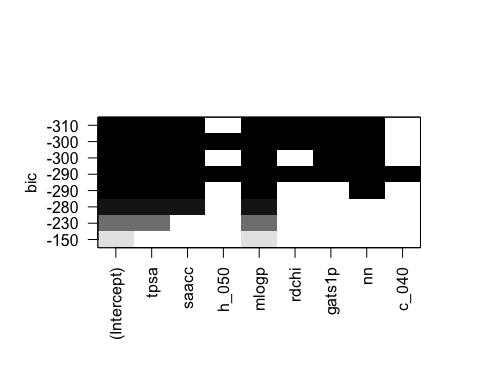 bic
-310
-300
-300
-290
-290
-280
-230
-150
(Intercept)
tpsa
saacc
h_050
mlogp
rdchi
gats1p
nn
c_040